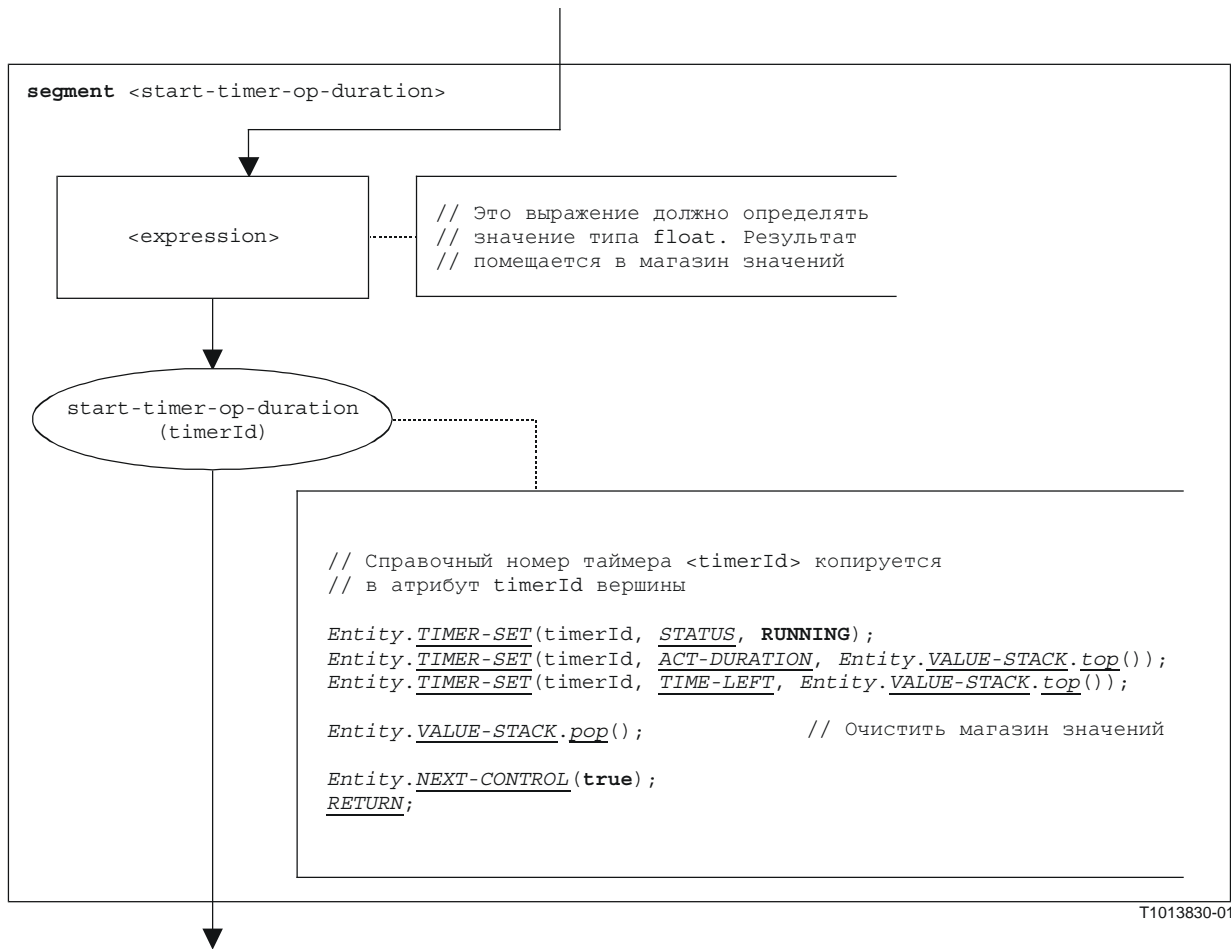 segment <start-timer-op-duration>
<expression>
// Это выражение должно определять
// значение типа float. Результат
// помещается в магазин значений
start-timer-op-duration
(timerId)
// Справочный номер таймера <timerId> копируется
// в атрибут timerId вершины
Entity.TIMER-SET(timerId, STATUS, RUNNING);
Entity.TIMER-SET(timerId, ACT-DURATION, Entity.VALUE-STACK.top());
Entity.TIMER-SET(timerId, TIME-LEFT, Entity.VALUE-STACK.top());
Entity.VALUE-STACK.pop(); // Очистить магазин значений
Entity.NEXT-CONTROL(true);
RETURN;
T1013830-01